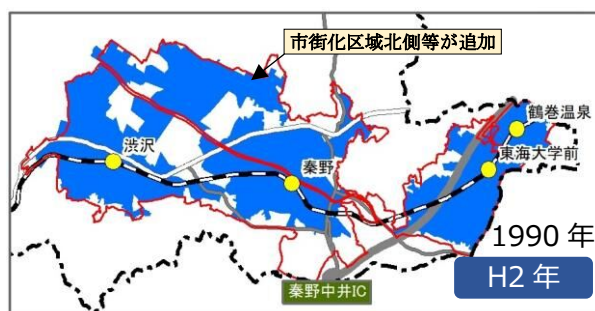 市街化区域北側等が追加
鶴巻温泉
渋沢
東海大学前
秦野
1990 年
H2 年
秦野中井IC